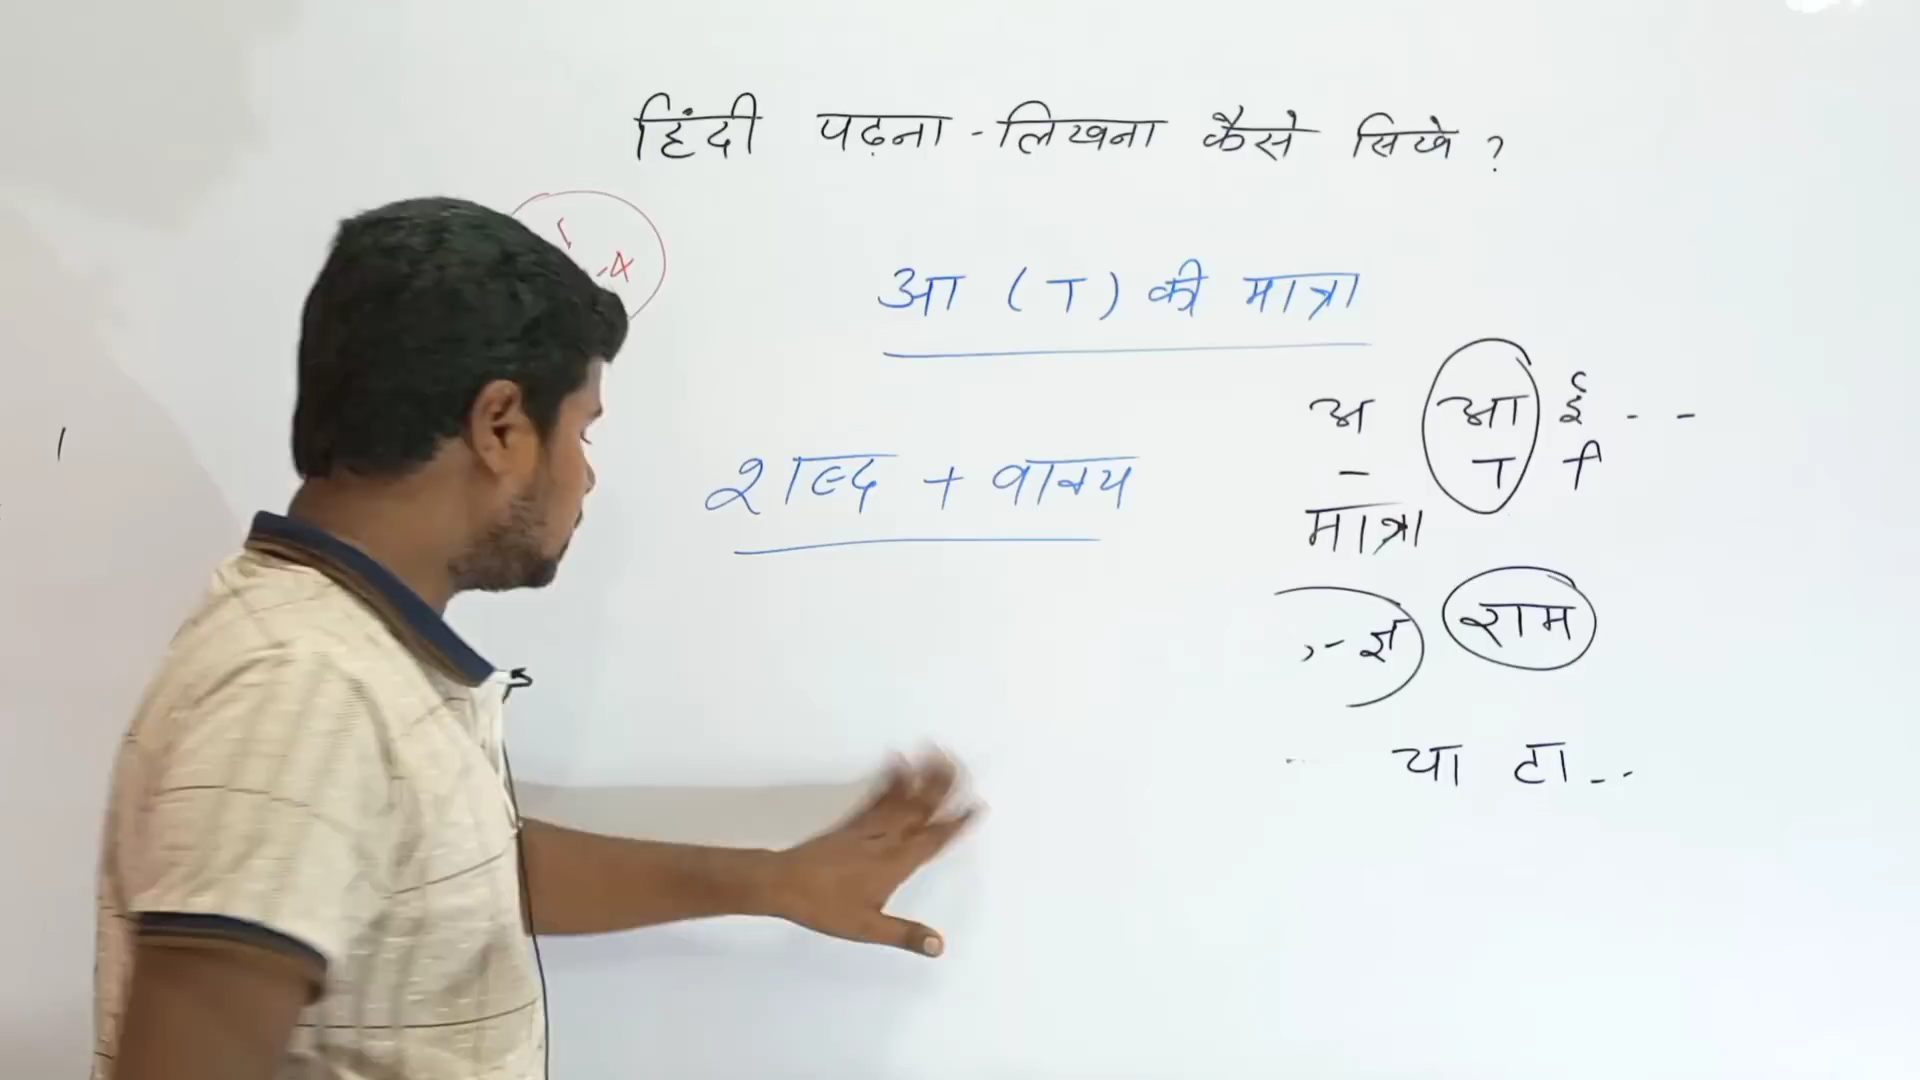 हिंदी पढ़ना - लिखना कैसे सिखे ?
आ ( ा ) की मात्रा
अ आ ई - -
- ा ी
मात्रा
शब्द + वाक्य
- ज्ञ राम
या टा - -